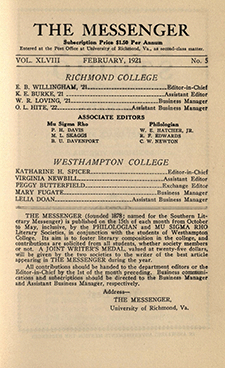 THE MESSENGER
Subscription Price $1.50 Per Annum
Entered at the Post Office at University of Richmond, Va., as second-class matter.
VOL. XLVIII FEBRUARY, 1921 No. 5
RICHMOND COLLEGE
E. B. WILLINGHAM, '21 Editor-in-Chief
K. E. BURKE, '21 Assistant Editor
W. R. LOVING, '21 Business Manager
O. L. HITE, '22 Assistant Business Manager
ASSOCIATE EDITORS
Mu Sigma Rho Philologian
P. H. DAVIS W. E. HATCHER, JR.
M. L. SKAGGS R. F. EDWARDS
B. U. DAVENPORT C. W. NEWTON
WESTHAMPTON COLLEGE
KATHARINE H. SPICER Editor-in-Chief
VIRGINIA NEWBILL Assistant Editor
PEGGY BUTTERFIELD Exchange Editor
MARY FUGATE Business Manager
LELIA DOAN Assistant Business Manager
THE MESSENGER (founded 1878; named for the Southern Lit-
erary Messenger) is published on the 15th of each month from October
to May, inclusive, by the PHILOLOGIAN and MU SIGMA RHO
Literary Societies, in conjunction with the students of Westhampton
College. Its aim is to foster literary composition in the college, and
contributions are solicited from all students, whether society members
or not. A JOINT WRITER'S MEDAL, valued at twenty-five dollars,
will be given by the two societies to the writer of the best article
appearing in THE MESSENGER during the year.
All contributions should be handed to the department editors or the
Editor-in-Chief by the 1st of the month preceding. Business communi-
cations and subscriptions should be directed to the Business Manager
and Assistant Business Manager, respectively.
Address—
THE MESSENGER,
University of Richmond, Va.